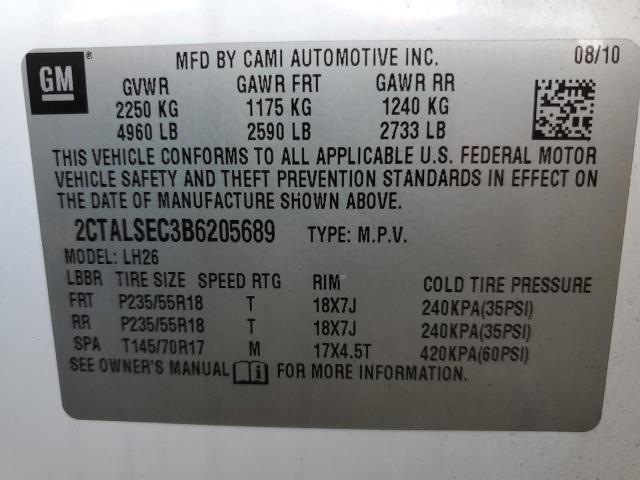 GM
MFD BY CAMI AUTOMOTIVE INC. 08/10
GVWR GAWR FRT GAWR RR
2250 KG 1175 KG 1240 KG
4960 LB 2590 LB 2733 LB
THIS VEHICLE CONFORMS TO ALL APPLICABLE U.S. FEDERAL MOTOR
VEHICLE SAFETY AND THEFT PREVENTION STANDARDS IN EFFECT ON
THE DATE OF MANUFACTURE SHOWN ABOVE.
2CTALSEC3B6205689 TYPE: M.P.V.
MODEL: LH26
LBBR TIRE SIZE SPEED RTG RIM COLD TIRE PRESSURE
FRT P235/55R18 T 18X7J 240KPA(35PSI)
RR P235/55R18 T 18X7J 240KPA(35PSI)
SPA T145/70R17 M 17X4.5T 420KPA(60PSI)
SEE OWNER'S MANUAL i FOR MORE INFORMATION.